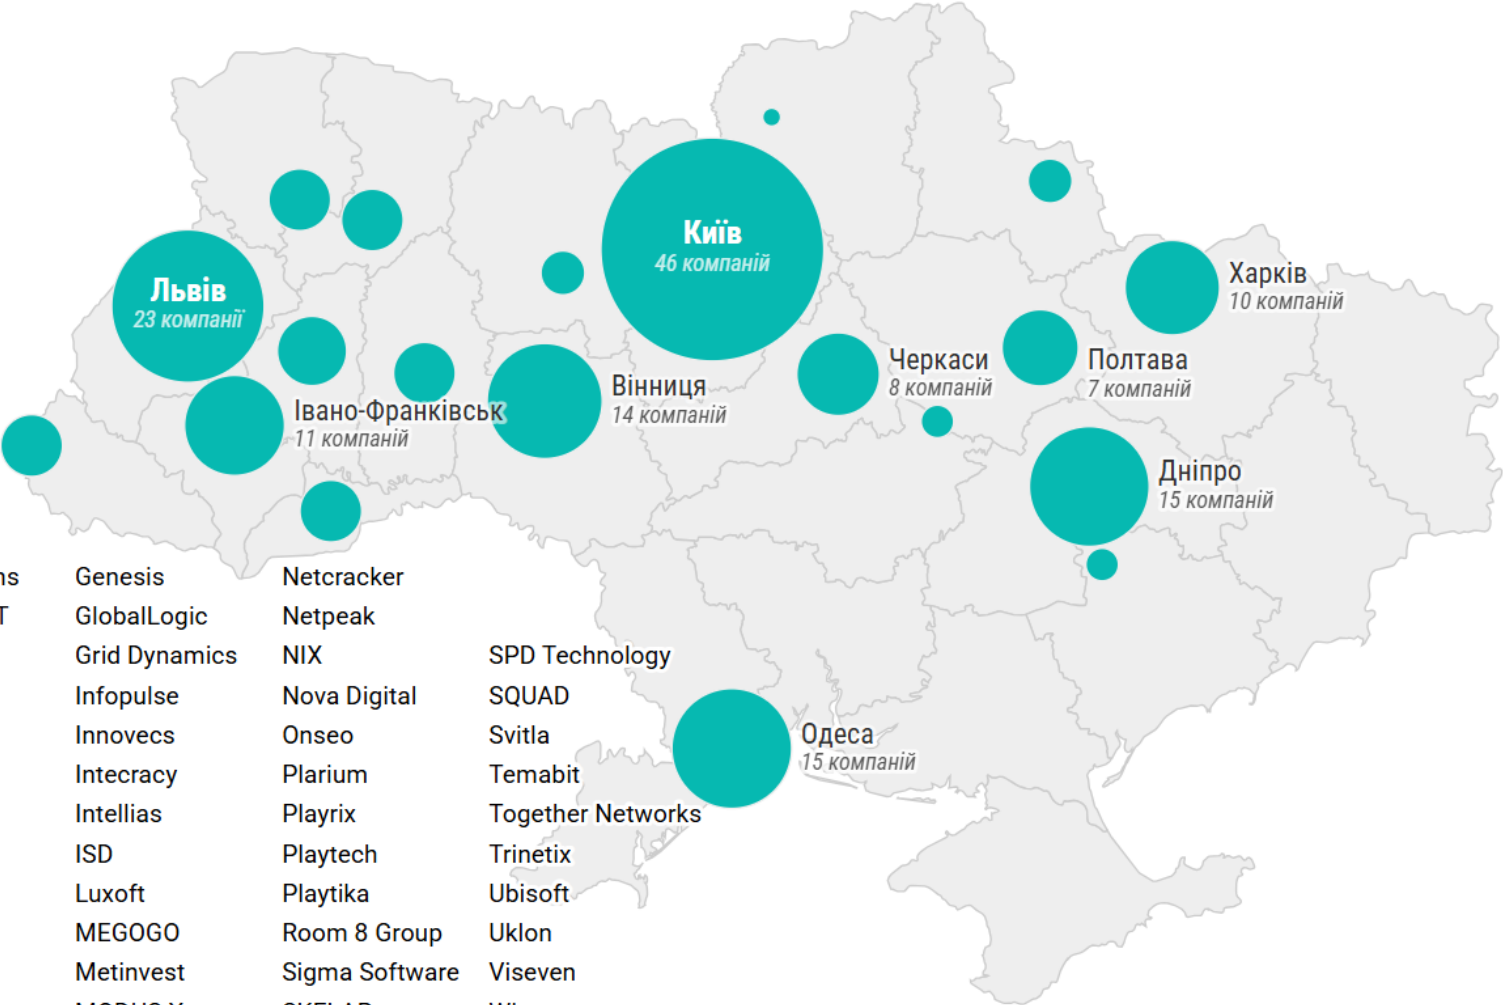 Київ
46 компаній
Львів
23 компанії
Харків
10 компаній
Черкаси
8 компаній
Полтава
7 компаній
Вінниця
14 компаній
Івано-Франківськ
11 компаній
Дніпро
15 компаній
Одеса
15 компаній
Genesis
GlobalLogic
Grid Dynamics
Infopulse
Innovecs
Intecracy
Intellias
ISD
Luxoft
MEGOGO
Metinvest
Netcracker
Netpeak
NIX
Nova Digital
Onseo
Plarium
Playrix
Playtech
Playtika
Room 8 Group
Sigma Software
SPD Technology
SQUAD
Svitla
Temabit
Together Networks
Trinetix
Ubisoft
Uklon
Viseven